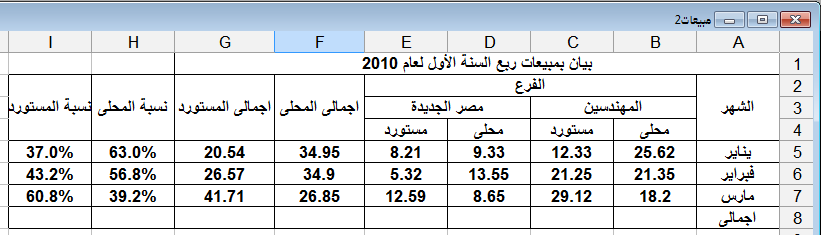 مبيعات2
A B C D E F G H I
1 بيان بمبيعات ربع السنة الأول لعام 2010
2 الفرع
3 الشهر المهندسين مصر الجديدة اجمالى المحلى اجمالى المستورد نسبة المحلى نسبة المستورد
4 محلى مستورد محلى مستورد
5 يناير 25.62 12.33 9.33 8.21 34.95 20.54 63.0% 37.0%
6 فبراير 21.35 21.25 13.55 5.32 34.9 26.57 56.8% 43.2%
7 مارس 18.2 29.12 8.65 12.59 26.85 41.71 39.2% 60.8%
8 اجمالى